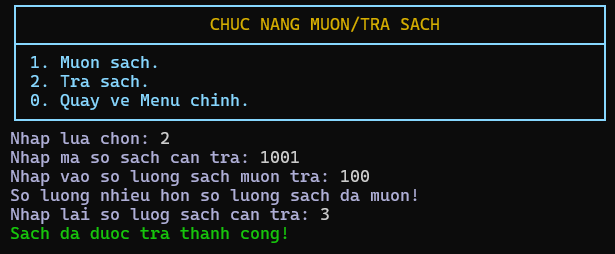 CHUC NANG MUON/TRA SACH
1. Muon sach.
2. Tra sach.
0. Quay ve Menu chinh.
Nhap lua chon: 2
Nhap ma so sach can tra: 1001
Nhap vao so luong sach muon tra: 100
So luong nhieu hon so luong sach da muon!
Nhap lai so luog sach can tra: 3
Sach da duoc tra thanh cong!